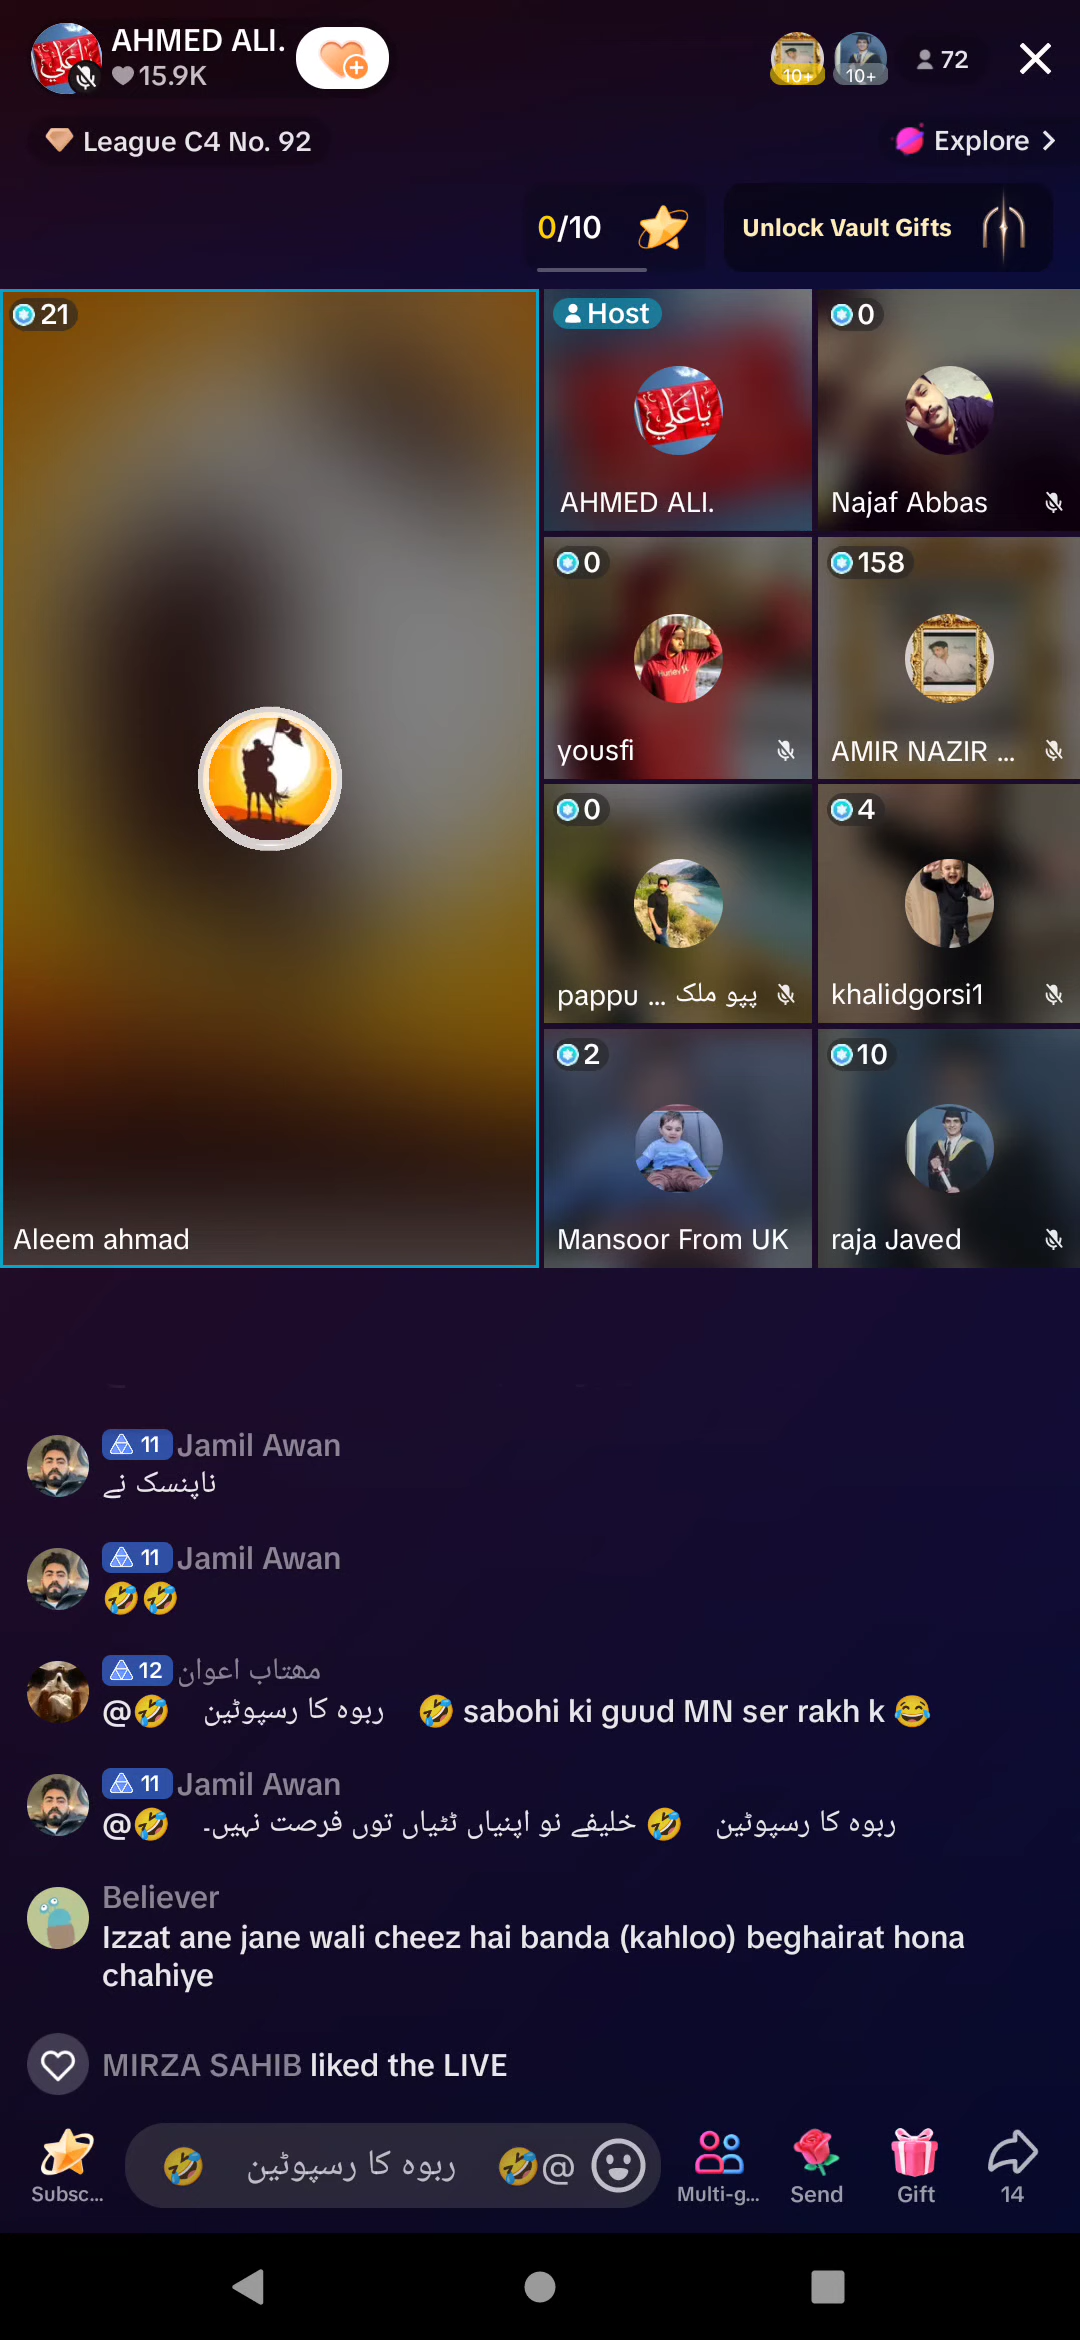 AHMED ALI.
15.9K
10+
10+
72
League C4 No. 92
Explore
0/10
Unlock Vault Gifts
21
Host
0
ياعلي
AHMED ALI.
Najaf Abbas
0
158
yousfi
AMIR NAZIR ...
0
4
pappu ... پپو ملک
khalidgorsi1
2
10
Aleem ahmad
Mansoor From UK
raja Javed
11 Jamil Awan
ناپنسک نے
11 Jamil Awan
🤣🤣
12 مهتاب اعوان
@🤣 ربوہ کا رسپوٹین 🤣 sabohi ki guud MN ser rakh k 😂
11 Jamil Awan
@🤣 ربوہ کا رسپوٹین 🤣 خلیفے نو اپنیاں ٹٹیاں توں فرصت نہیں۔
Believer
Izzat ane jane wali cheez hai banda (kahloo) beghairat hona
chahiye
MIRZA SAHIB liked the LIVE
@🤣 ربوہ کا رسپوٹین 🤣
Subsc...
Multi-g...
Send
Gift
14